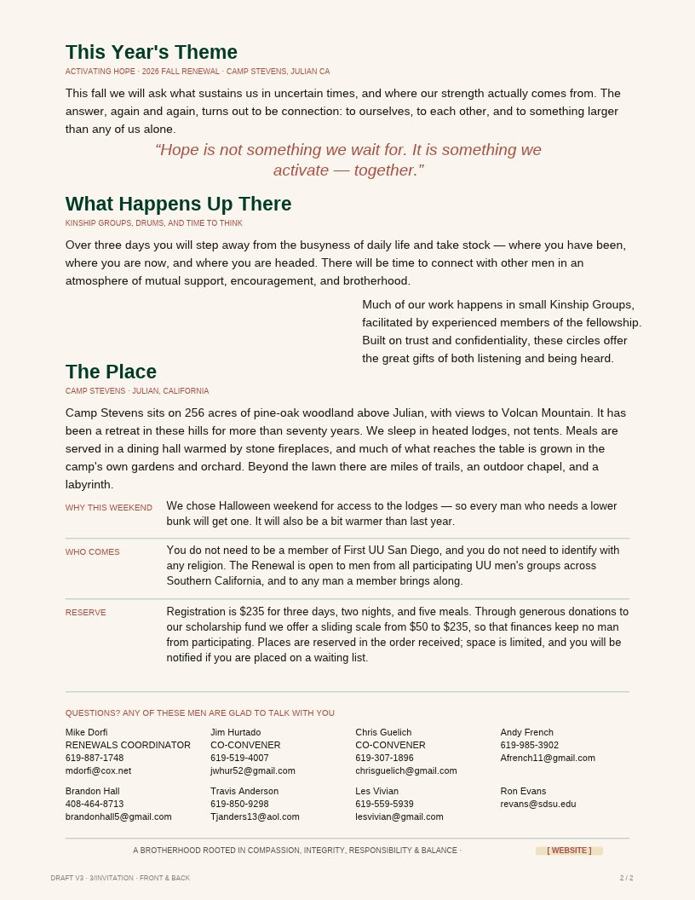 This Year's Theme
ACTIVATING HOPE · 2026 FALL RENEWAL · CAMP STEVENS, JULIAN CA
This fall we will ask what sustains us in uncertain times, and where our strength actually comes from. The
answer, again and again, turns out to be connection: to ourselves, to each other, and to something larger
than any of us alone.
“Hope is not something we wait for. It is something we
activate — together.”
What Happens Up There
KINSHIP GROUPS, DRUMS, AND TIME TO THINK
Over three days you will step away from the busyness of daily life and take stock — where you have been,
where you are now, and where you are headed. There will be time to connect with other men in an
atmosphere of mutual support, encouragement, and brotherhood.
Much of our work happens in small Kinship Groups,
facilitated by experienced members of the fellowship.
Built on trust and confidentiality, these circles offer
the great gifts of both listening and being heard.
The Place
CAMP STEVENS · JULIAN, CALIFORNIA
Camp Stevens sits on 256 acres of pine-oak woodland above Julian, with views to Volcan Mountain. It has
been a retreat in these hills for more than seventy years. We sleep in heated lodges, not tents. Meals are
served in a dining hall warmed by stone fireplaces, and much of what reaches the table is grown in the
camp's own gardens and orchard. Beyond the lawn there are miles of trails, an outdoor chapel, and a
labyrinth.
WHY THIS WEEKEND We chose Halloween weekend for access to the lodges — so every man who needs a lower
bunk will get one. It will also be a bit warmer than last year.
WHO COMES You do not need to be a member of First UU San Diego, and you do not need to identify with
any religion. The Renewal is open to men from all participating UU men's groups across
Southern California, and to any man a member brings along.
RESERVE Registration is $235 for three days, two nights, and five meals. Through generous donations to
our scholarship fund we offer a sliding scale from $50 to $235, so that finances keep no man
from participating. Places are reserved in the order received; space is limited, and you will be
notified if you are placed on a waiting list.
QUESTIONS? ANY OF THESE MEN ARE GLAD TO TALK WITH YOU
Mike Dorfi Jim Hurtado Chris Guelich Andy French
RENEWALS COORDINATOR CO-CONVENER CO-CONVENER 619-985-3902
619-887-1748 619-519-4007 619-307-1896 Afrench11@gmail.com
mdorfi@cox.net jwhur52@gmail.com chrisguelich@gmail.com
Brandon Hall Travis Anderson Les Vivian Ron Evans
408-464-8713 619-850-9298 619-559-5939 revans@sdsu.edu
brandonhall5@gmail.com Tjanders13@aol.com lesvivian@gmail.com
A BROTHERHOOD ROOTED IN COMPASSION, INTEGRITY, RESPONSIBILITY & BALANCE · [ WEBSITE ]
DRAFT V3 · 3/INVITATION · FRONT & BACK 2 / 2